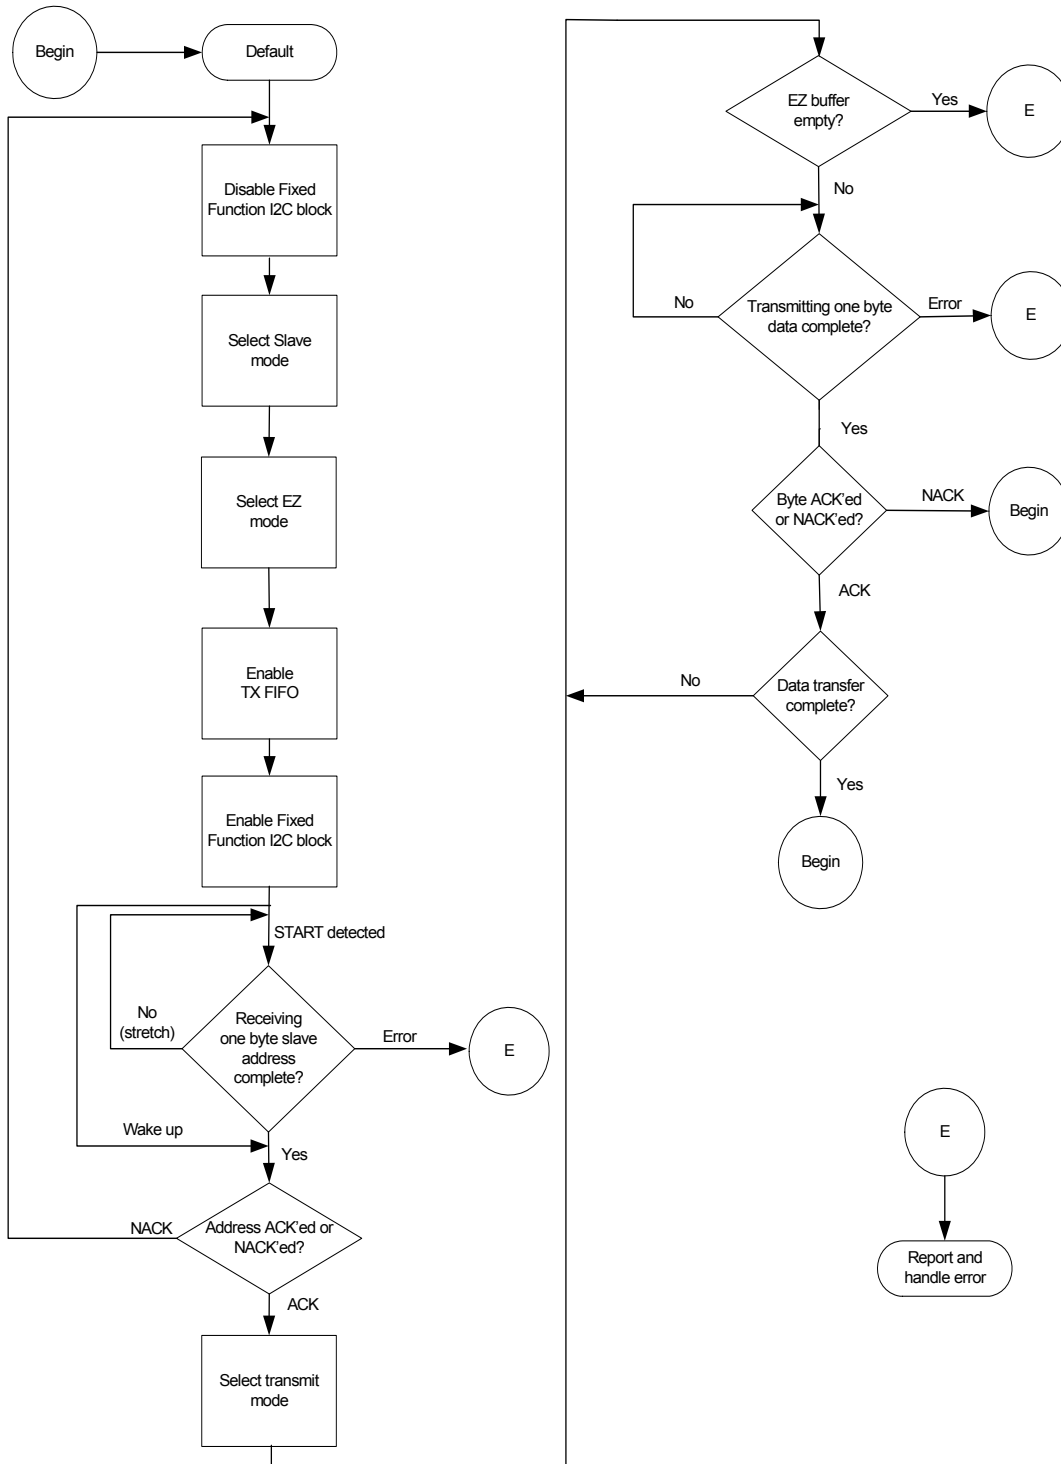 Begin
Default
Disable Fixed
Function I2C block
Select Slave
mode
Select EZ
mode
Enable
TX FIFO
Enable Fixed
Function I2C block
START detected
No
(stretch)
Receiving
one byte slave
address
complete?
Error
E
Wake up
Yes
NACK
Address ACK'ed or
NACK'ed?
ACK
Select transmit
mode
EZ buffer
empty?
Yes
E
No
No
Transmitting one byte
data complete?
Error
E
Yes
Byte ACK'ed
or NACK'ed?
NACK
Begin
ACK
No
Data transfer
complete?
Yes
Begin
E
Report and
handle error